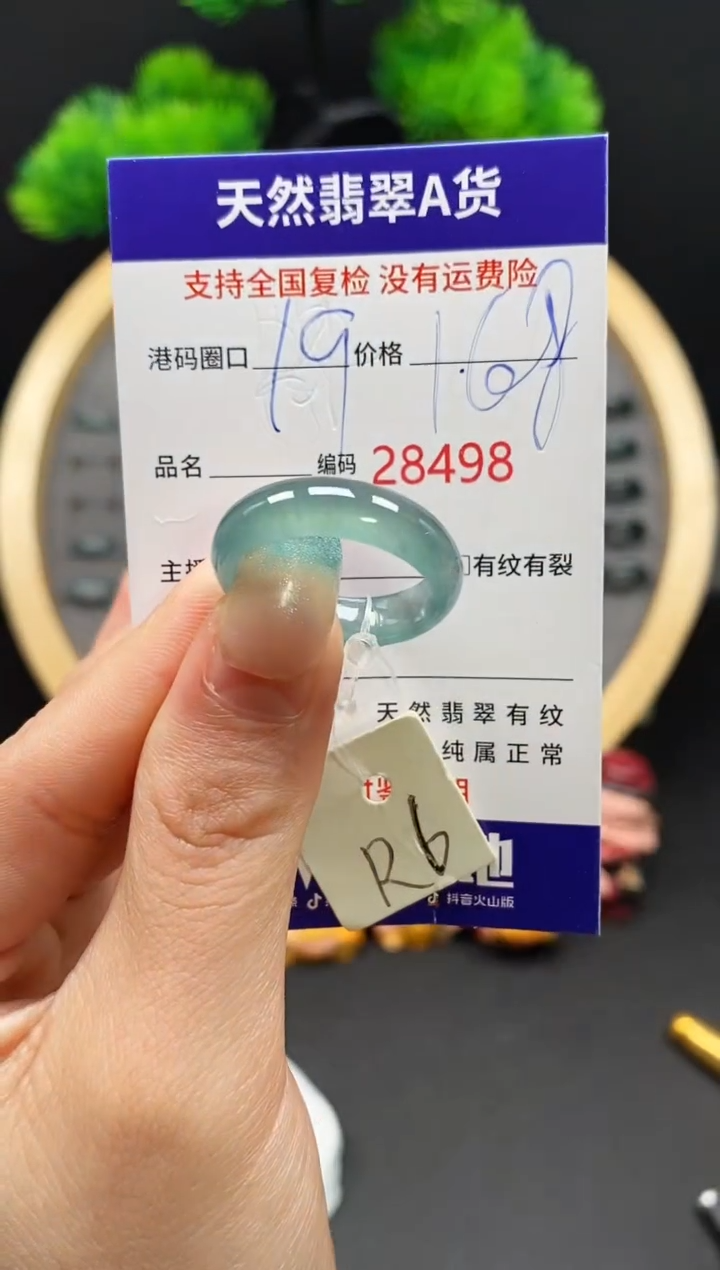 天然翡翠A货
支持全国复检 没有运费险
港码圈口 19 价格 1.68
品名 编码 28498
主播 有纹有裂
天然翡翠有纹
纯属正常
R6
抖音火山版